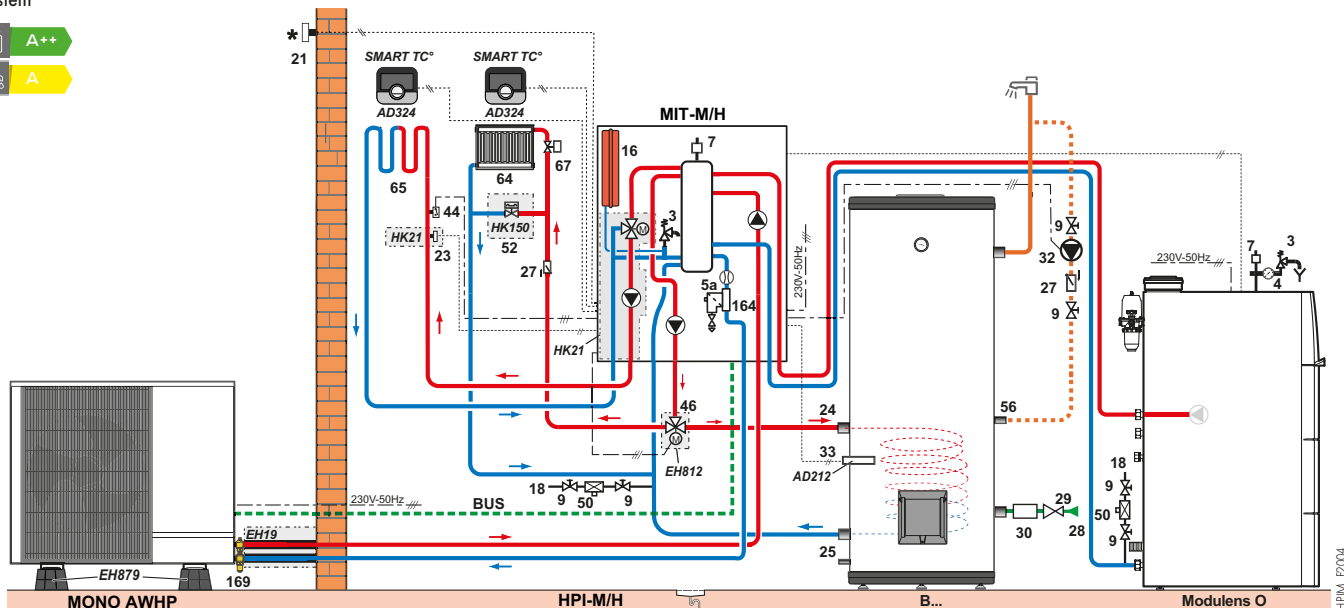 A++
A
*
21
SMART TC°
AD324
SMART TC°
AD324
MIT-M/H
16
7
3
M
5a
164
HK21
65
64
67
44
HK21
23
HK150
52
27
230V-50Hz
9
32
27
9
230V-50Hz
7
3
4
46
M
EH812
24
33
AD212
25
56
29
30
28
18
9
50
9
18
9
50
9
BUS
230V-50Hz
EH19
EH879
169
MONO AWHP
HPI-M/H
B...
Modulens O
HPIM_F2004